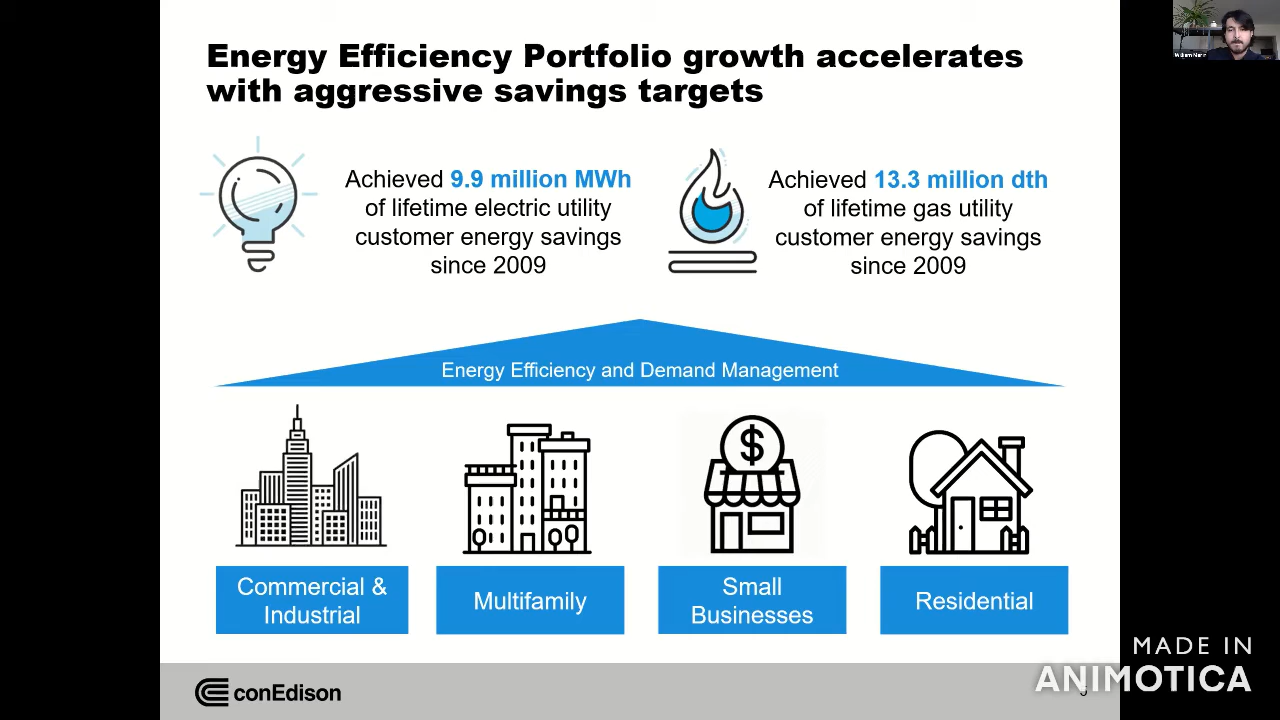 Energy Efficiency Portfolio growth accelerates
with aggressive savings targets
Achieved 9.9 million MWh
of lifetime electric utility
customer energy savings
since 2009
Achieved 13.3 million dth
of lifetime gas utility
customer energy savings
since 2009
Energy Efficiency and Demand Management
$
Commercial &
Industrial
Multifamily
Small
Businesses
Residential
conEdison
MADE IN
ANIMOTICA
William